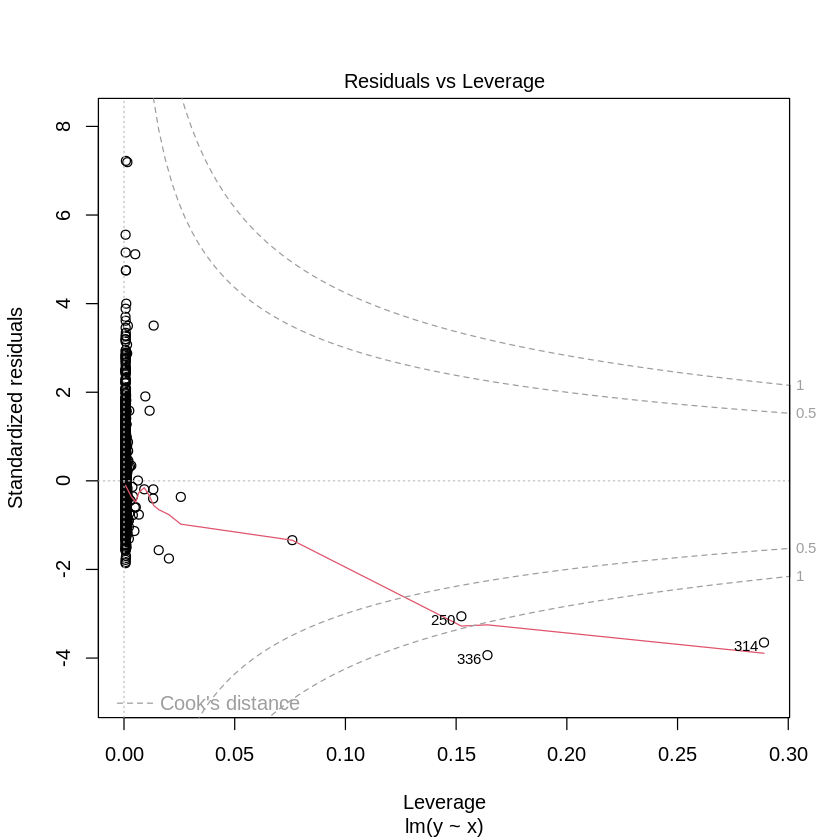 Residuals vs Leverage
Standardized residuals
8
6
4
2
0
-2
-4
1
0.5
0.5
1
250
336
314
Cook's distance
0.00 0.05 0.10 0.15 0.20 0.25 0.30
Leverage
lm(y ~ x)